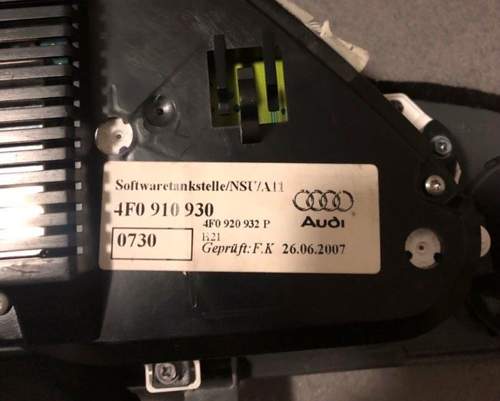 Softwaretankstelle/NSU/A11
4F0 910 930
4F0 920 932 P
0730
H21
Geprüft: F.K 26.06.2007
Audi